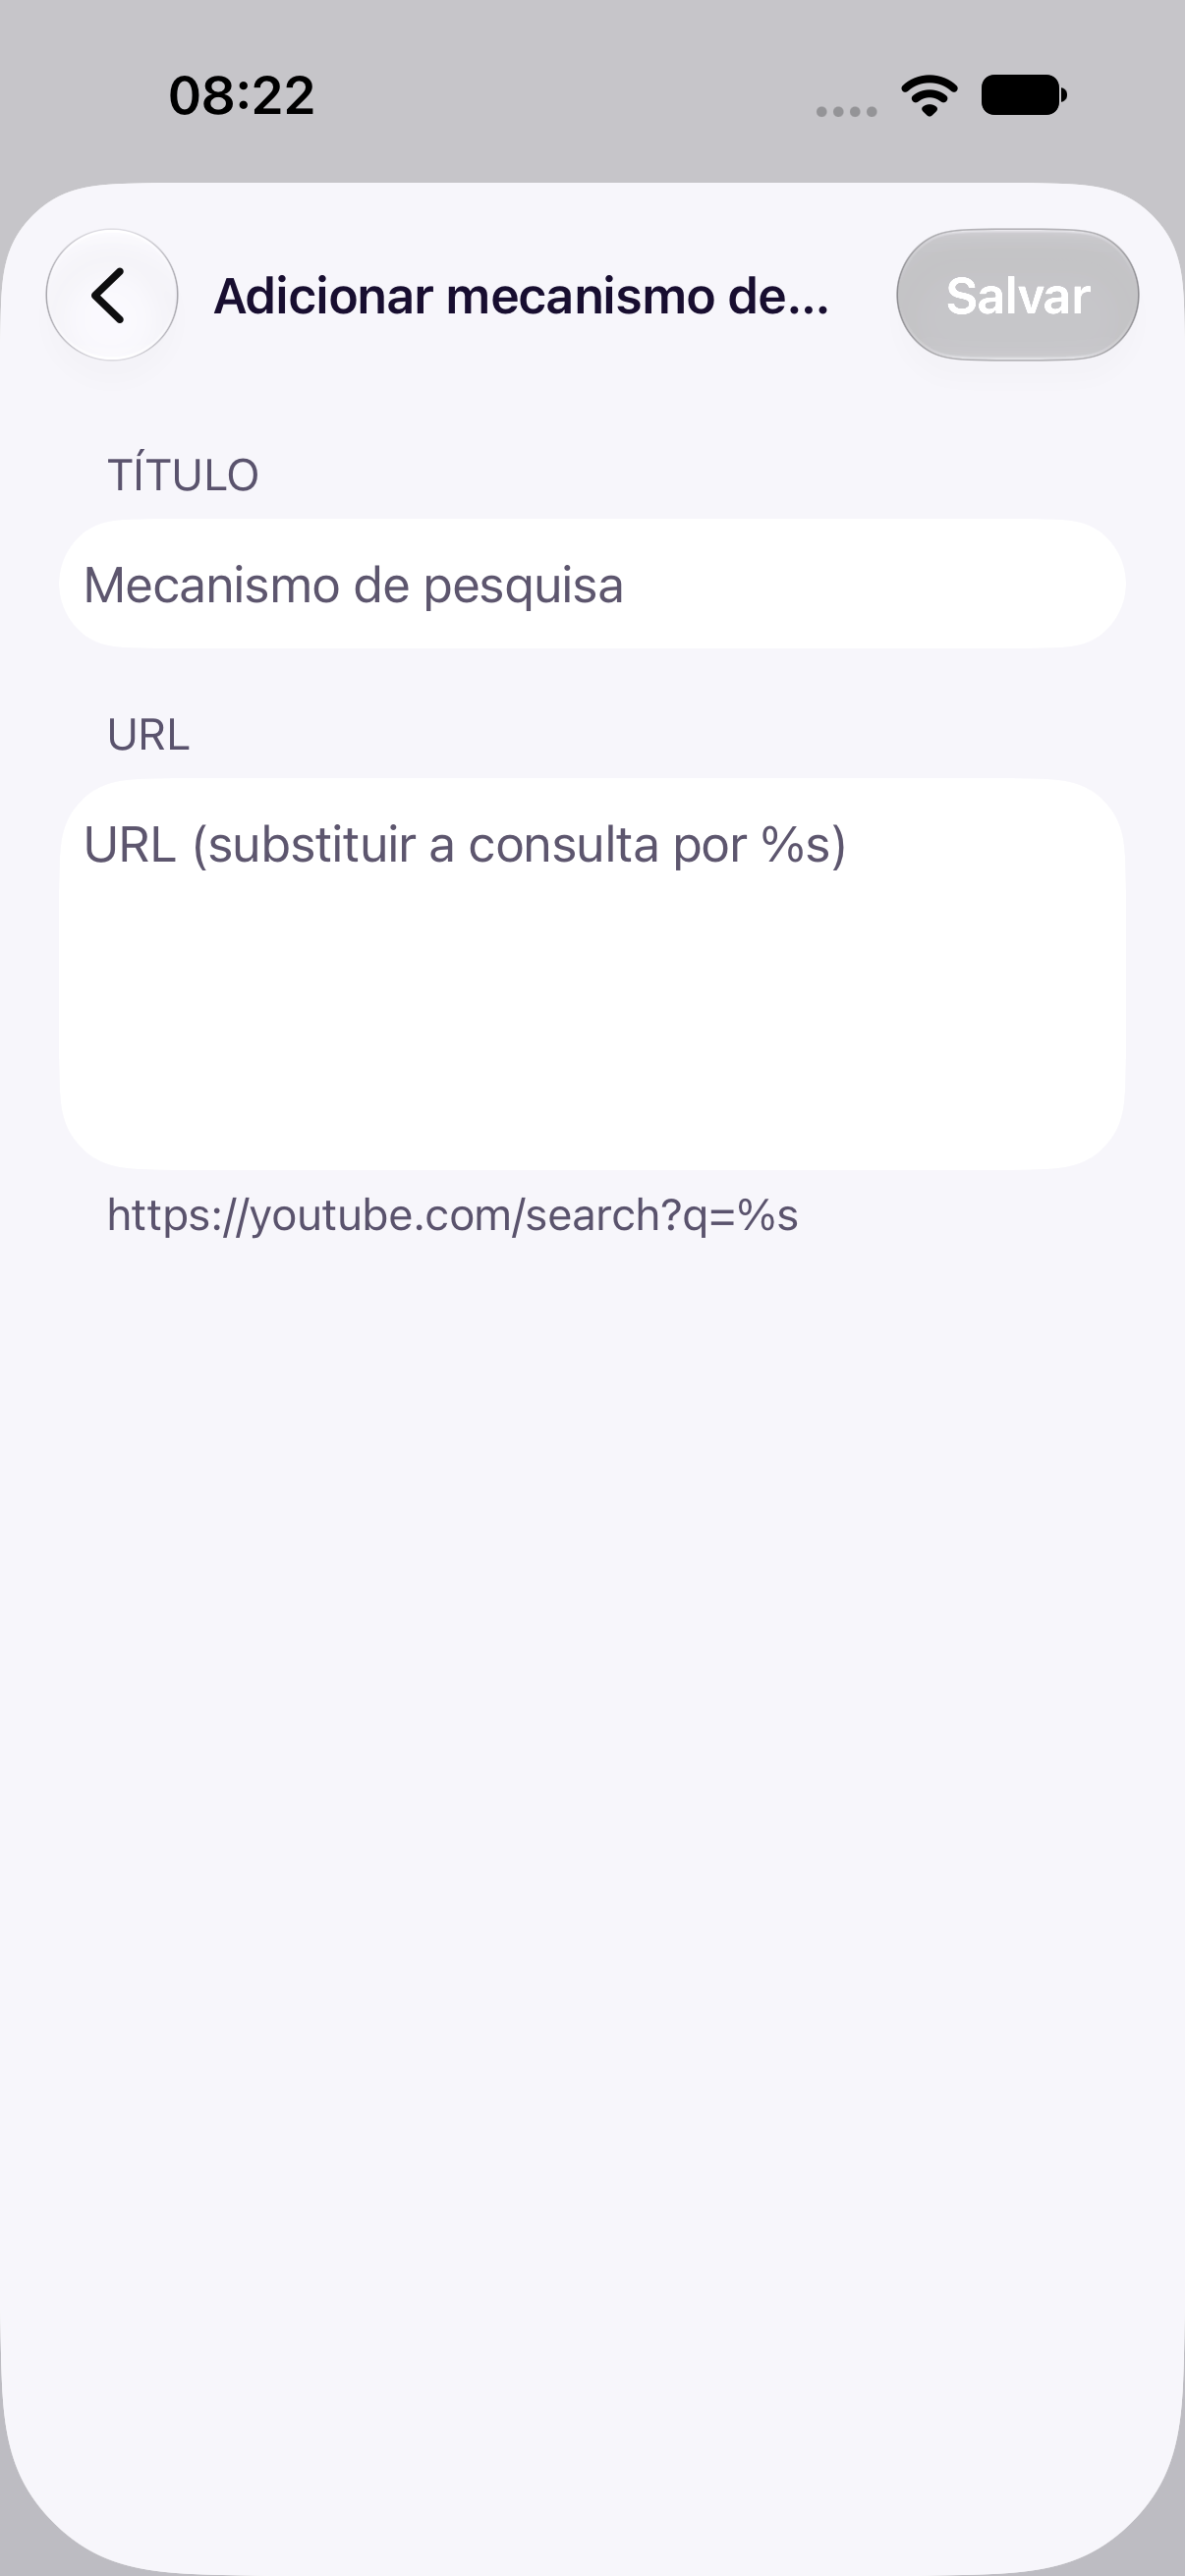 08:22
Adicionar mecanismo de...
Salvar
TÍTULO
Mecanismo de pesquisa
URL
URL (substituir a consulta por %s)
https://youtube.com/search?q=%s